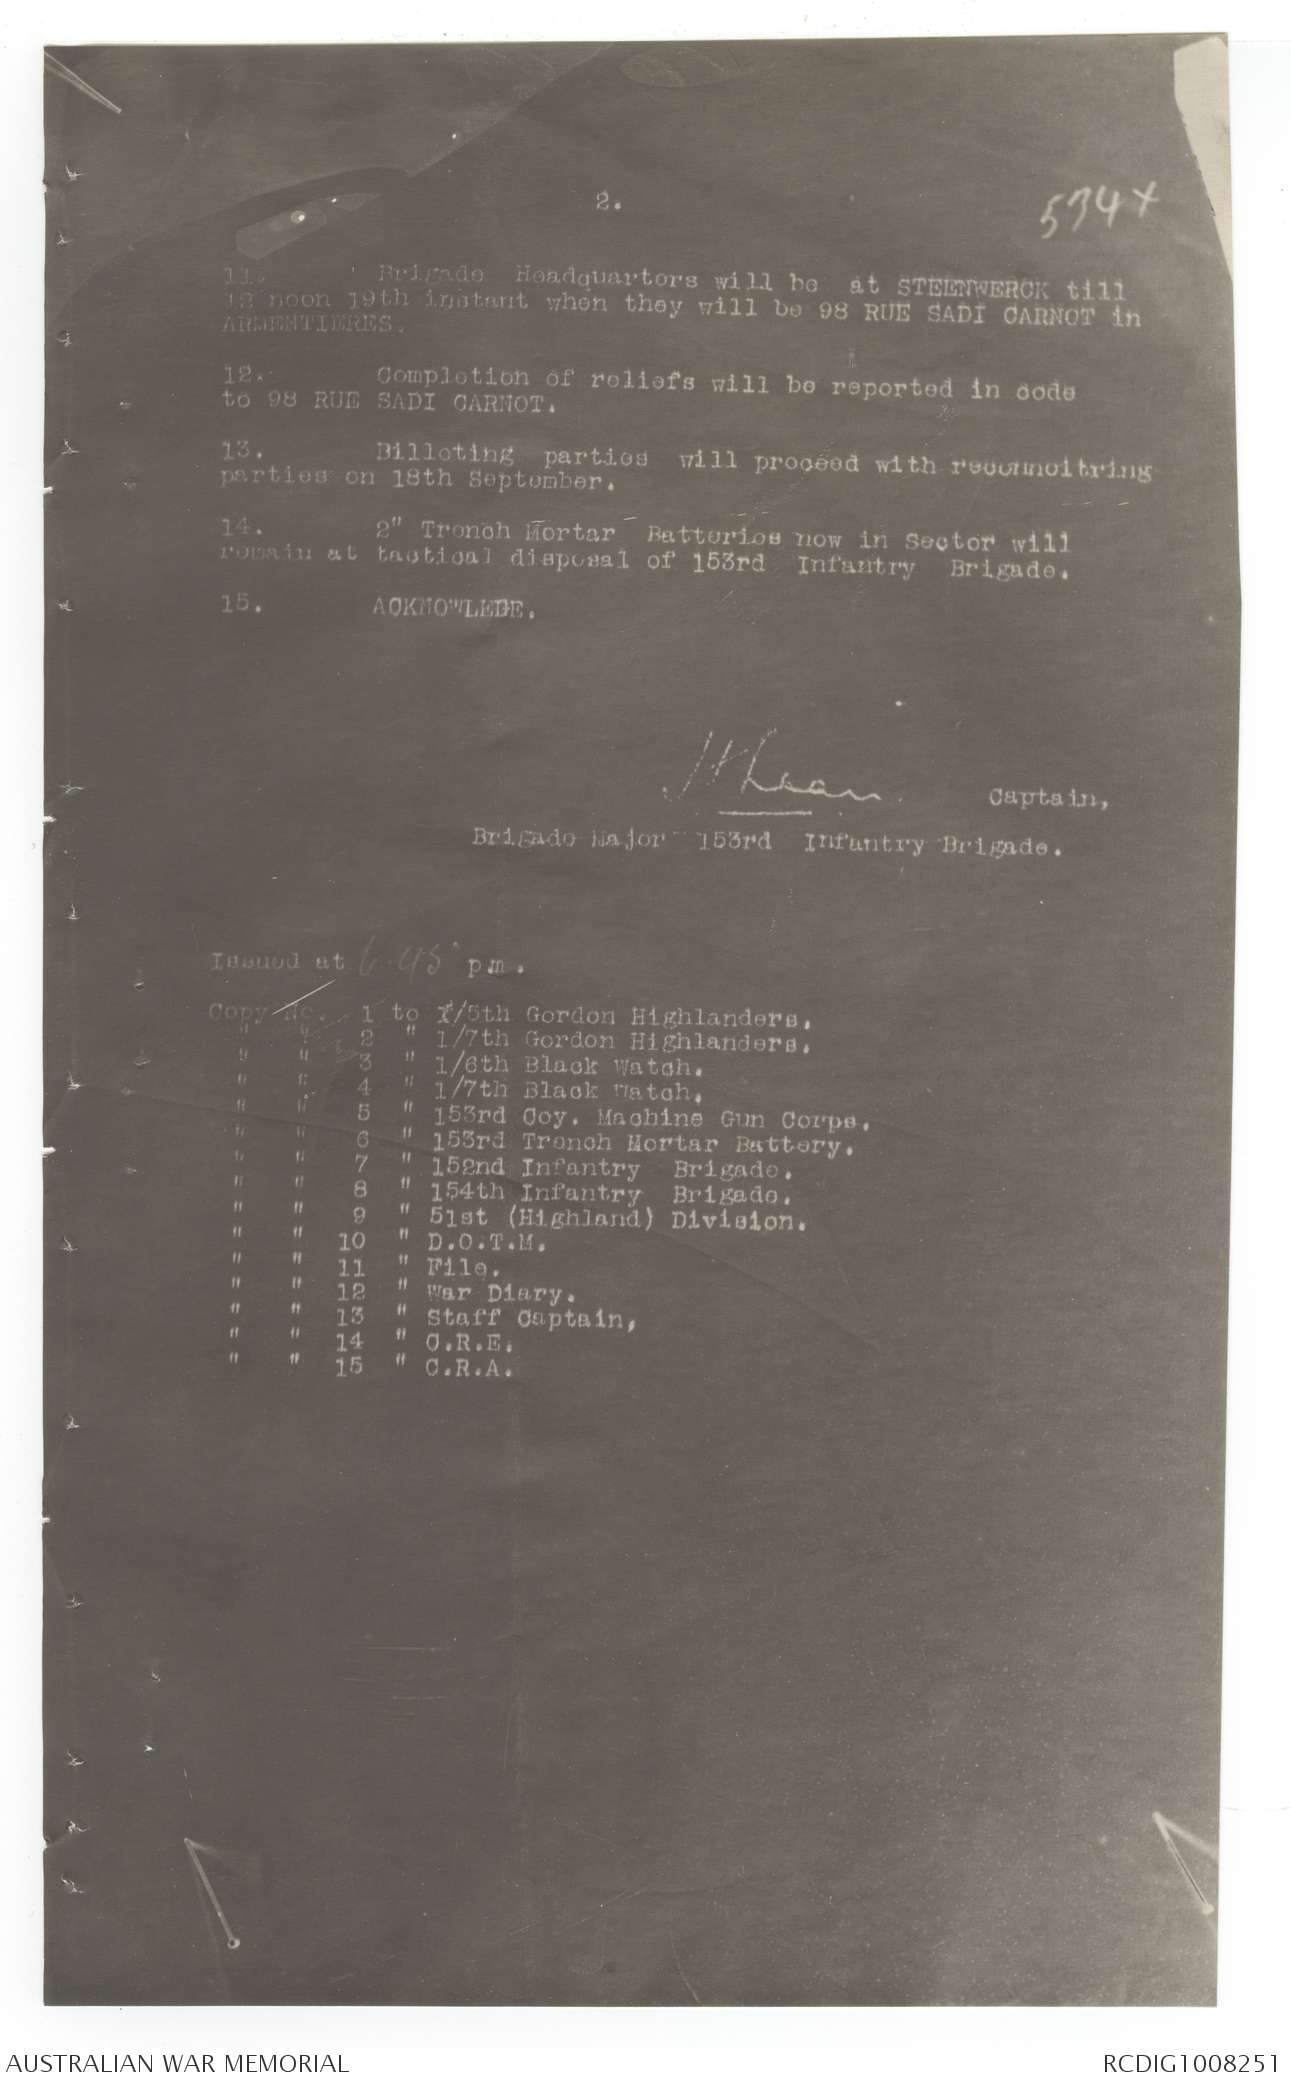 2.
574+
11. Brigade Headquarters will be at STEENWERCK till
12 noon 19th instant when they will be 98 RUE SADI CARNOT in
ARMENTIERES.
12. Completion of reliefs will be reported in code
to 98 RUE SADI CARNOT.
13. Billeting parties will proceed with reconnoitring
parties on 18th September.
14. 2" Trench Mortar Batteries now in Sector will
remain at tactical disposal of 153rd Infantry Brigade.
15. ACKNOWLEDE.
Captain,
Brigade Major 153rd Infantry Brigade.
Issued at 6.45 p.m.
Copy No. 1 to 1/5th Gordon Highlanders.
" " 2 " 1/7th Gordon Highlanders.
" " 3 " 1/6th Black Watch.
" " 4 " 1/7th Black Watch.
" " 5 " 153rd Coy. Machine Gun Corps.
" " 6 " 153rd Trench Mortar Battery.
" " 7 " 152nd Infantry Brigade.
" " 8 " 154th Infantry Brigade.
" " 9 " 51st (Highland) Division.
" " 10 " D.O.T.M.
" " 11 " File.
" " 12 " War Diary.
" " 13 " Staff Captain,
" " 14 " C.R.E.
" " 15 " C.R.A.
AUSTRALIAN WAR MEMORIAL
RCDIG1008251